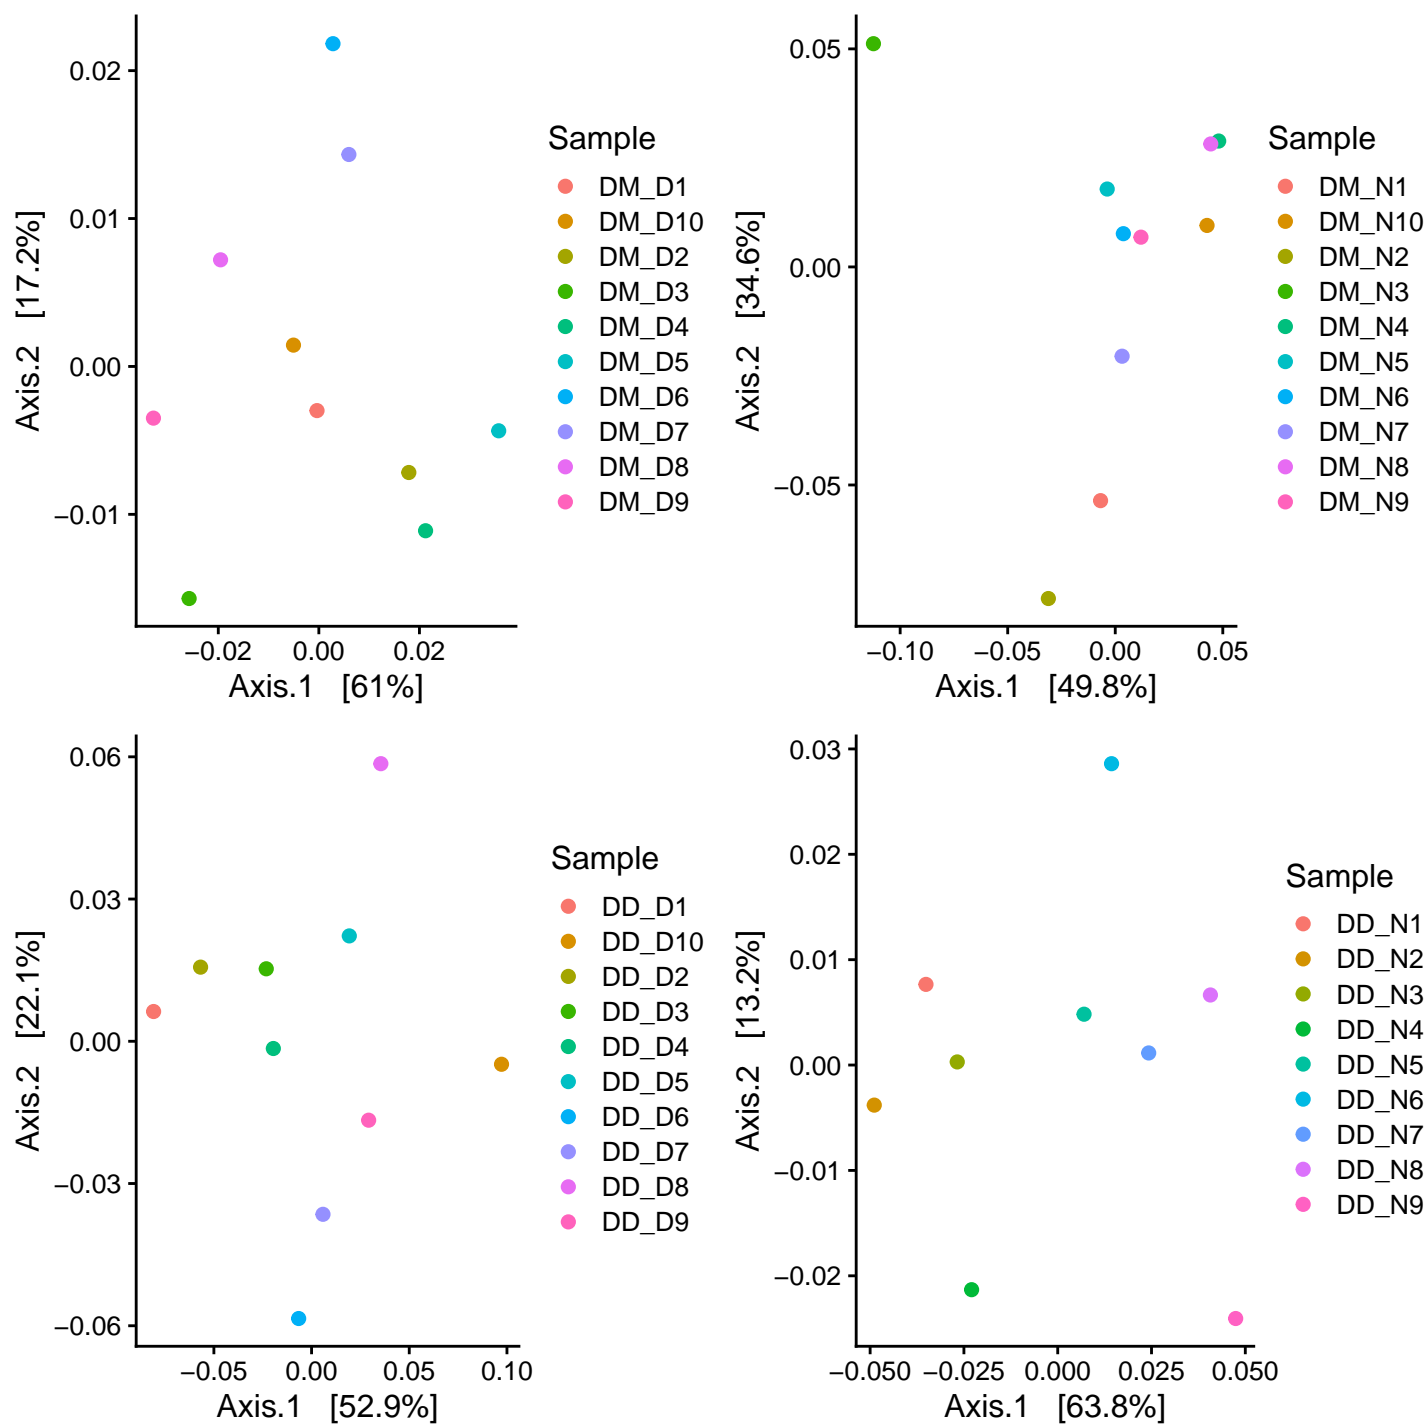 0.02
0.01
0.00
−0.01
Axis.2 [17.2%]
−0.02 0.00 0.02
Axis.1 [61%]
Sample
DM_D1
DM_D10
DM_D2
DM_D3
DM_D4
DM_D5
DM_D6
DM_D7
DM_D8
DM_D9
0.05
0.00
−0.05
Axis.2 [34.6%]
−0.10 −0.05 0.00 0.05
Axis.1 [49.8%]
Sample
DM_N1
DM_N10
DM_N2
DM_N3
DM_N4
DM_N5
DM_N6
DM_N7
DM_N8
DM_N9
0.06
0.03
0.00
−0.03
−0.06
Axis.2 [22.1%]
−0.05 0.00 0.05 0.10
Axis.1 [52.9%]
Sample
DD_D1
DD_D10
DD_D2
DD_D3
DD_D4
DD_D5
DD_D6
DD_D7
DD_D8
DD_D9
0.03
0.02
0.01
0.00
−0.01
−0.02
Axis.2 [13.2%]
−0.050 −0.025 0.000 0.025 0.050
Axis.1 [63.8%]
Sample
DD_N1
DD_N2
DD_N3
DD_N4
DD_N5
DD_N6
DD_N7
DD_N8
DD_N9